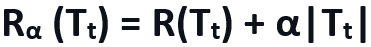 Rα (Tₜ) = R(Tₜ) + α|Tₜ|